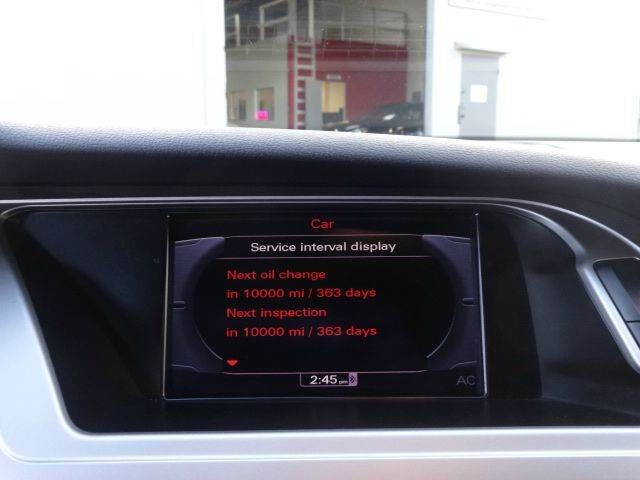 Car
Service interval display
Next oil change
in 10000 mi / 363 days
Next inspection
in 10000 mi / 363 days
2:45 pm
AC